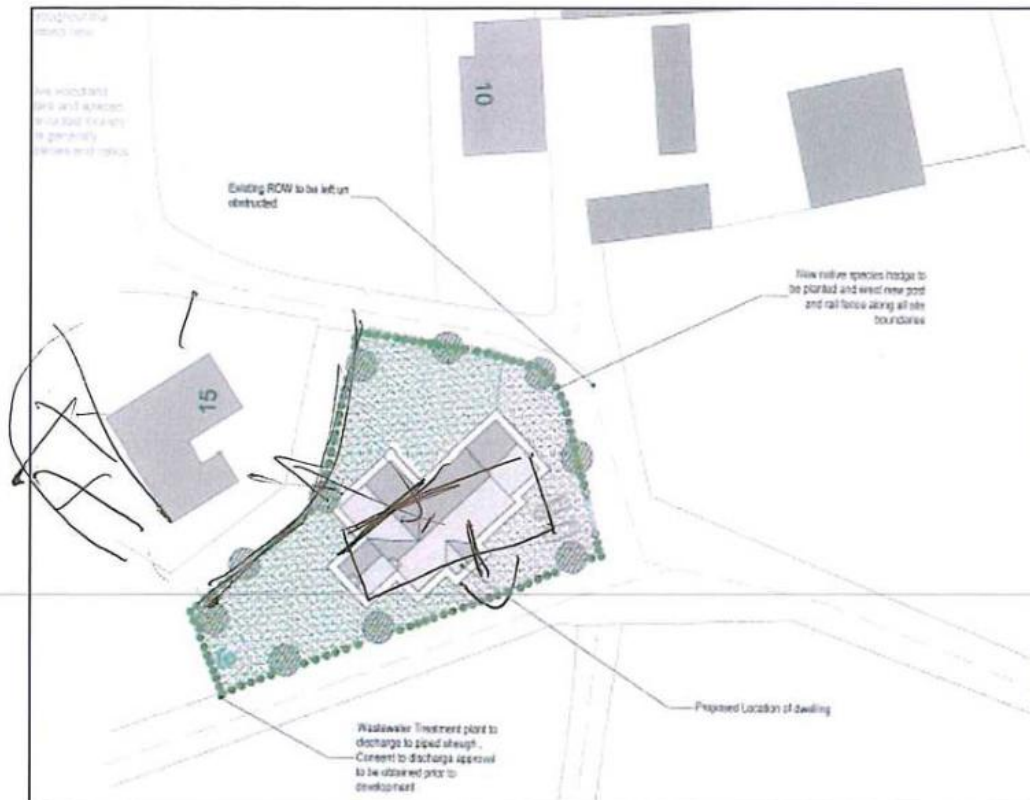 10
Existing ROW to be left un
obstructed
New native species hedge to
be planted and erect new post
and rail fence along all site
boundaries
15
Proposed Location of dwelling
Wastewater Treatment plant to
discharge to piped sheugh .
Consent to discharge approval
to be obtained prior to
development